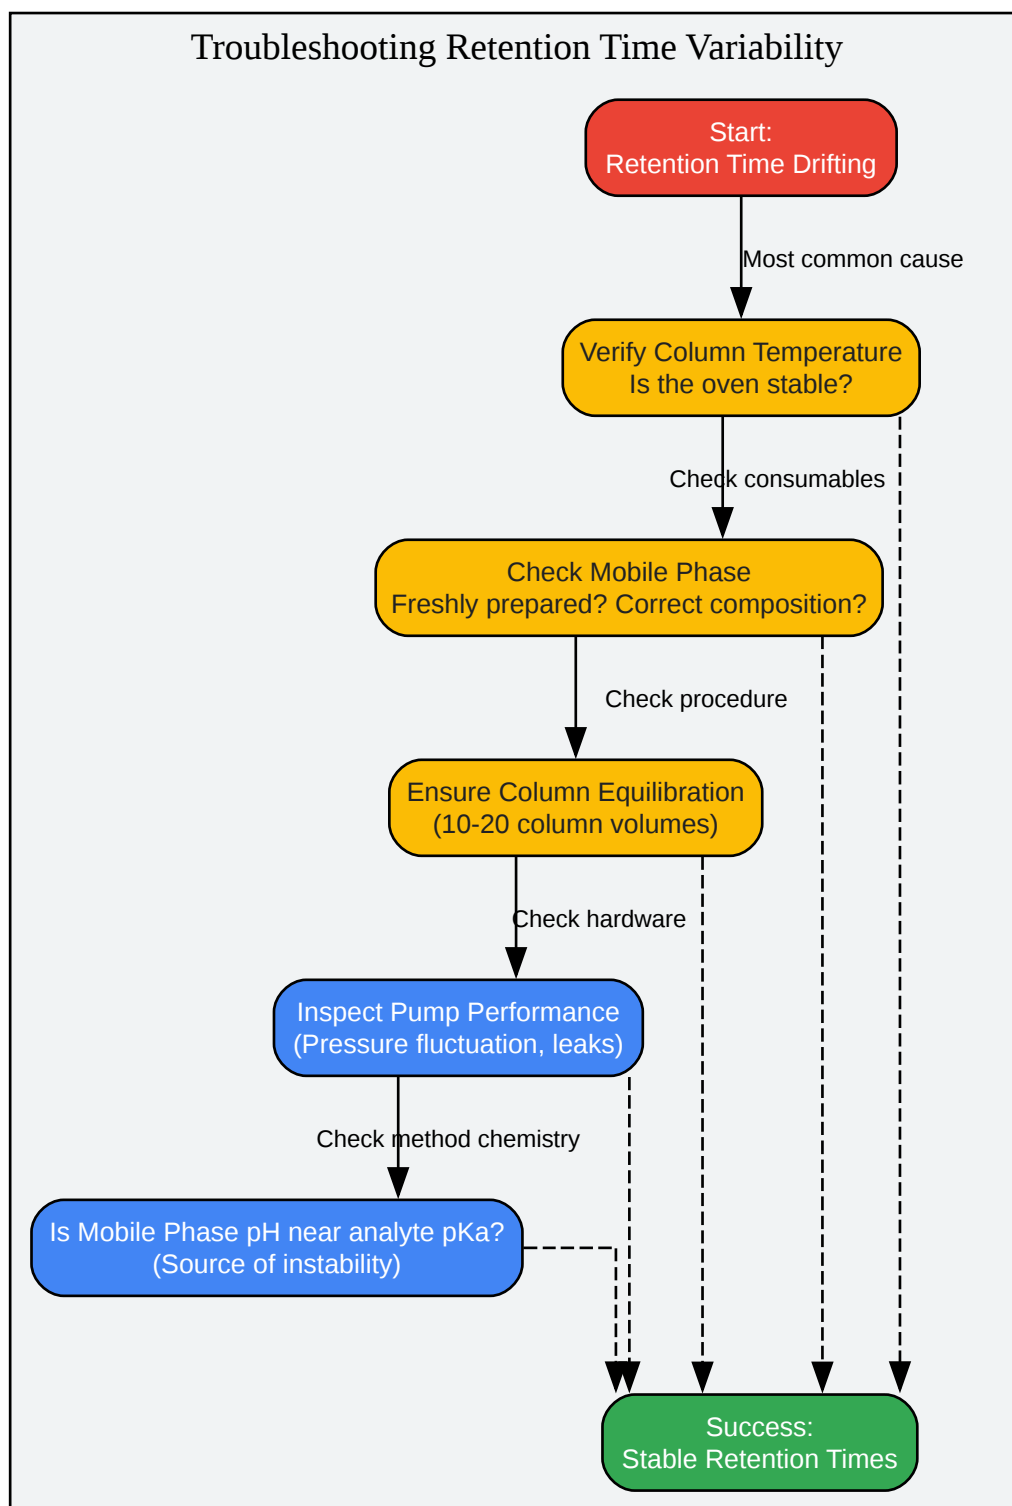 Troubleshooting Retention Time Variability
Start:
Retention Time Drifting
Most common cause
Verify Column Temperature
Is the oven stable?
Check consumables
Check Mobile Phase
Freshly prepared? Correct composition?
Check procedure
Ensure Column Equilibration
(10-20 column volumes)
Check hardware
Inspect Pump Performance
(Pressure fluctuation, leaks)
Check method chemistry
Is Mobile Phase pH near analyte pKa?
(Source of instability)
Success:
Stable Retention Times